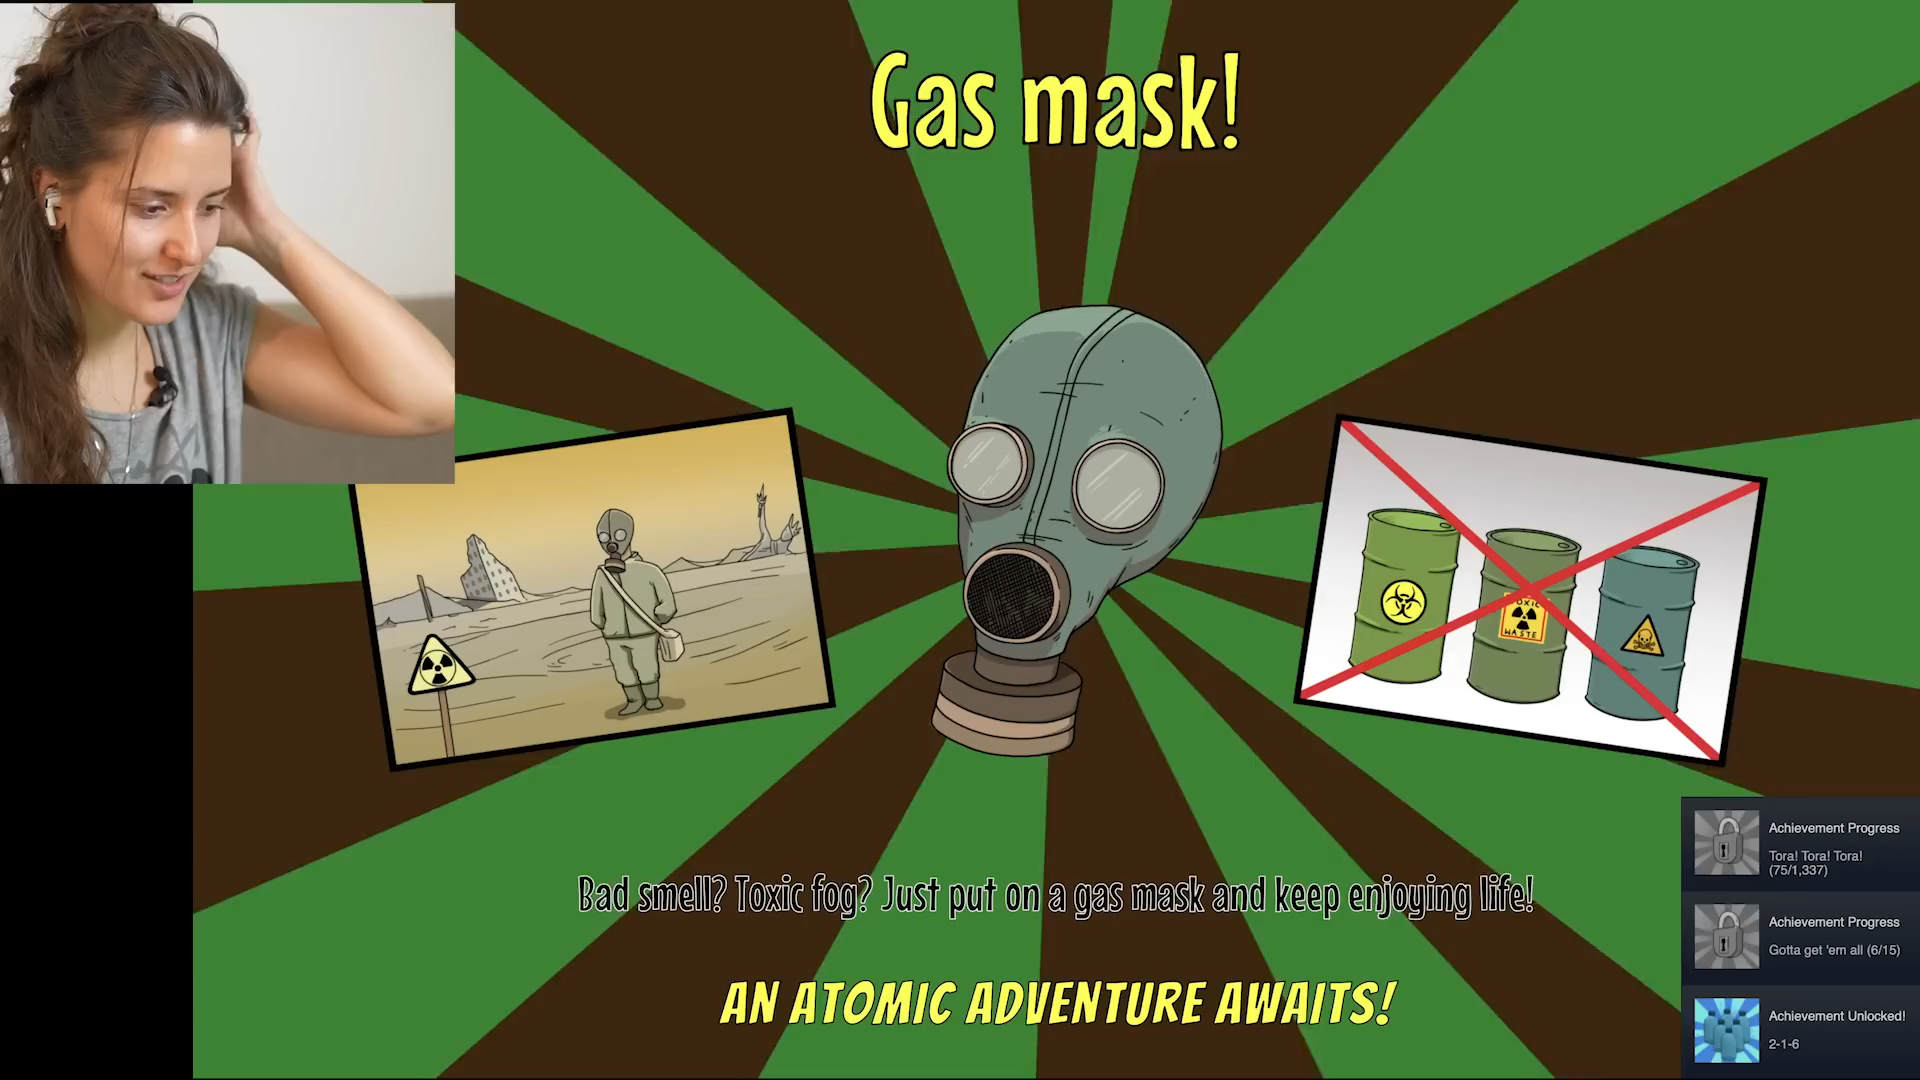 Gas mask!
TOXIC
WASTE
Bad smell? Toxic fog? Just put on a gas mask and keep enjoying life!
AN ATOMIC ADVENTURE AWAITS!
Achievement Progress
Tora! Tora! Tora!
(75/1,337)
Achievement Progress
Gotta get 'em all (6/15)
Achievement Unlocked!
2-1-6